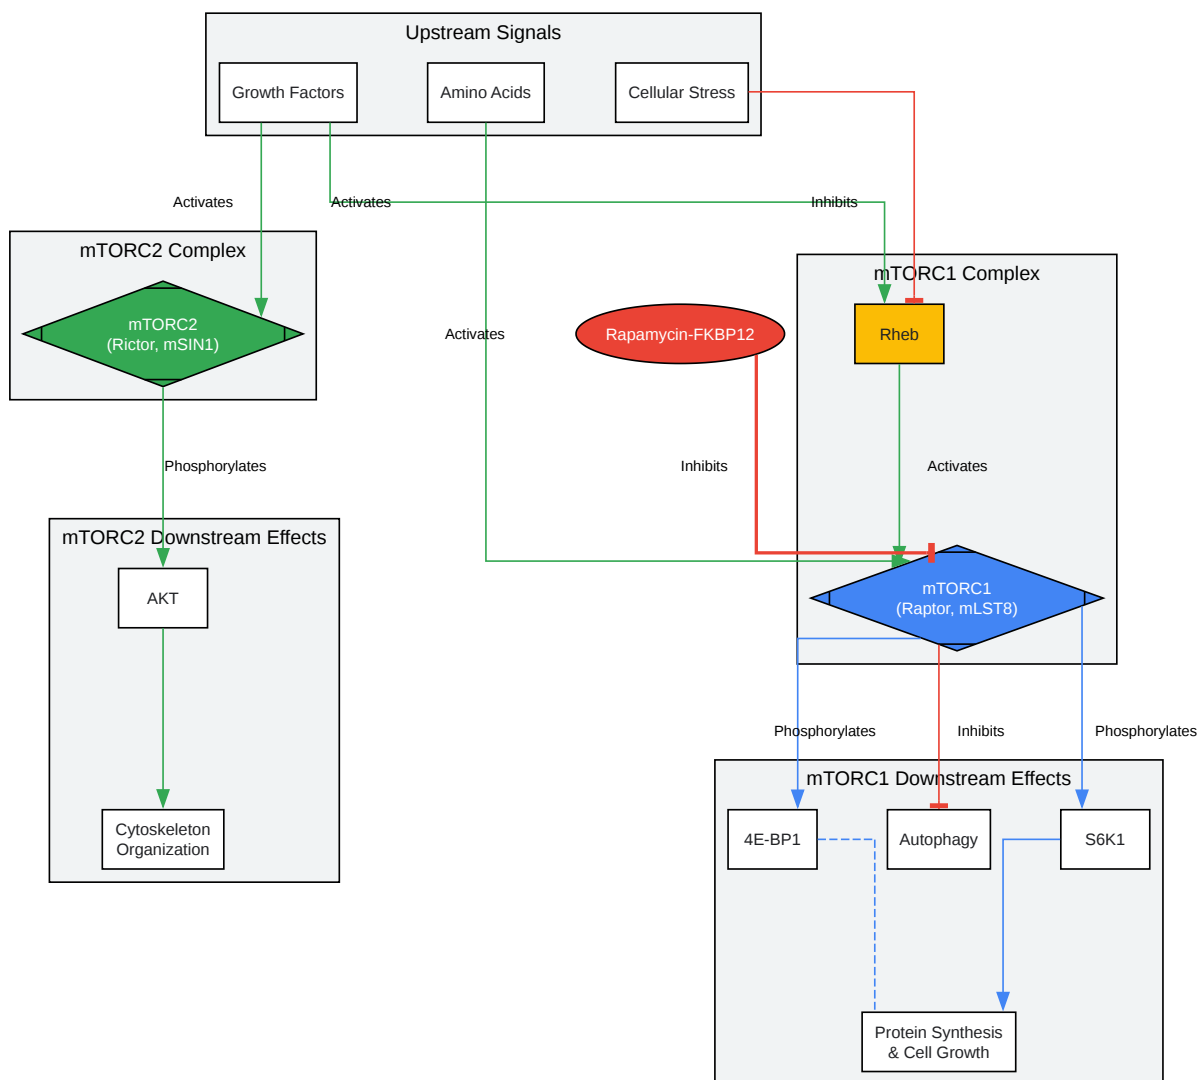 Upstream Signals
Growth Factors
Amino Acids
Cellular Stress
Activates
Activates
Inhibits
mTORC2 Complex
mTORC1 Complex
mTORC2
(Rictor, mSIN1)
Activates
Rapamycin-FKBP12
Rheb
Phosphorylates
Inhibits
Activates
mTORC2 Downstream Effects
AKT
mTORC1
(Raptor, mLST8)
Phosphorylates
Inhibits
Phosphorylates
mTORC1 Downstream Effects
Cytoskeleton
Organization
4E-BP1
Autophagy
S6K1
Protein Synthesis
& Cell Growth